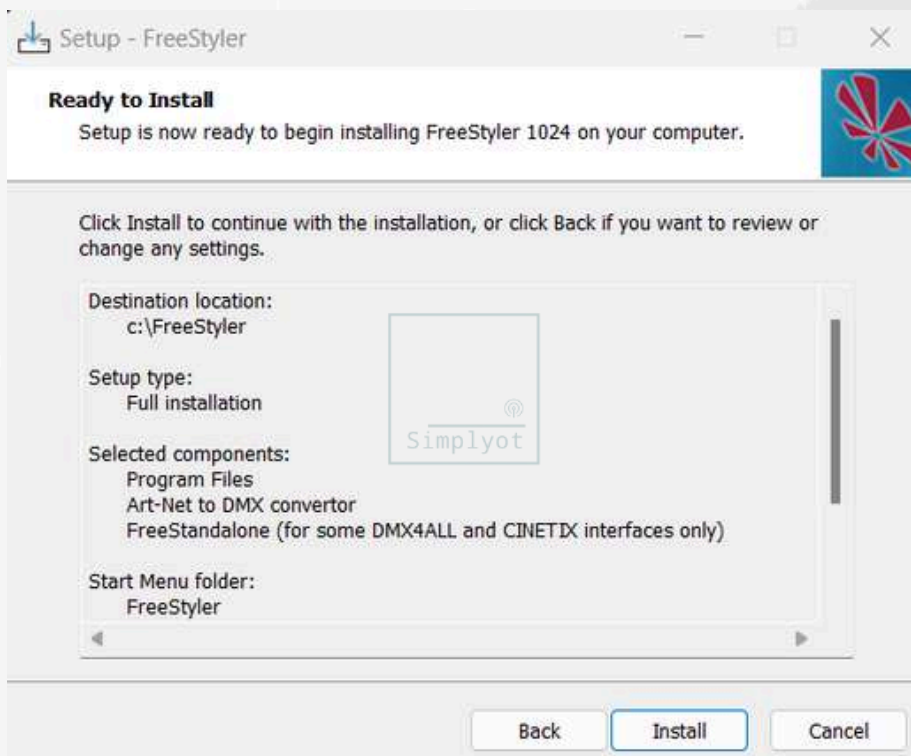 Setup - FreeStyler
Ready to Install
Setup is now ready to begin installing FreeStyler 1024 on your computer.
Click Install to continue with the installation, or click Back if you want to review or
change any settings.
Destination location:
c:\FreeStyler
Setup type:
Full installation
Simplyot
Selected components:
Program Files
Art-Net to DMX convertor
FreeStandalone (for some DMX4ALL and CINETIX interfaces only)
Start Menu folder:
FreeStyler
Back
Install
Cancel